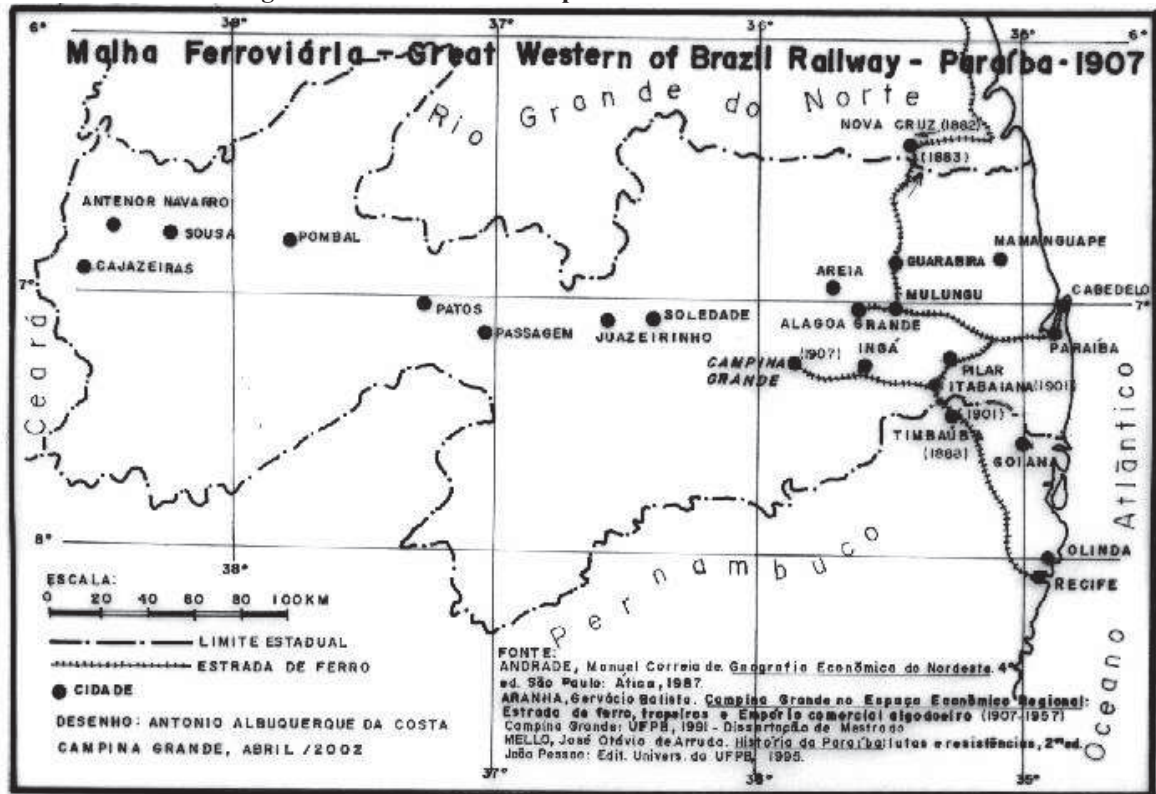 6°
38°
37°
36°
35°
6°
Malha Ferroviária - Great Western of Brazil Railway - Paraíba - 1907
Rio Grande do Norte
NOVA CRUZ (1882)
(1883)
ANTENOR NAVARRO
SOUSA
POMBAL
CAJAZEIRAS
MAMANGUAPE
GUARABIRA
AREIA
CABEDELO
7°
7°
PATOS
MULUNGU
SOLEDADE
ALAGOA GRANDE
PASSAGEM
JUAZEIRINHO
PARAÍBA
INGÁ
(1907)
CAMPINA
GRANDE
PILAR
ITABAIANA (1901)
(1901)
TIMBAÚBA
(1888)
GOIANA
Ceará
Pernambuco
Oceano Atlântico
8°
OLINDA
RECIFE
38°
ESCALA:
0 20 40 60 80 100 KM
LIMITE ESTADUAL
ESTRADA DE FERRO
CIDADE
DESENHO: ANTONIO ALBUQUERQUE DA COSTA
CAMPINA GRANDE, ABRIL /2002
FONTE:
ANDRADE, Manuel Correia de. Geografia Econômica do Nordeste. 4ª
ed. São Paulo: Ática, 1987.
ARANHA, Gervácio Batista. Campina Grande no Espaço Econômico Regional:
Estrada de ferro, tropeiros e Empório comercial algodoeiro (1907-1957)
Campina Grande: UFPB, 1991 - Dissertação de Mestrado
MELLO, José Otávio de Arruda. História da Paraíba: lutas e resistências, 2ª ed.
João Pessoa: Edit. Univers. da UFPB, 1995.
37°
36°
35°